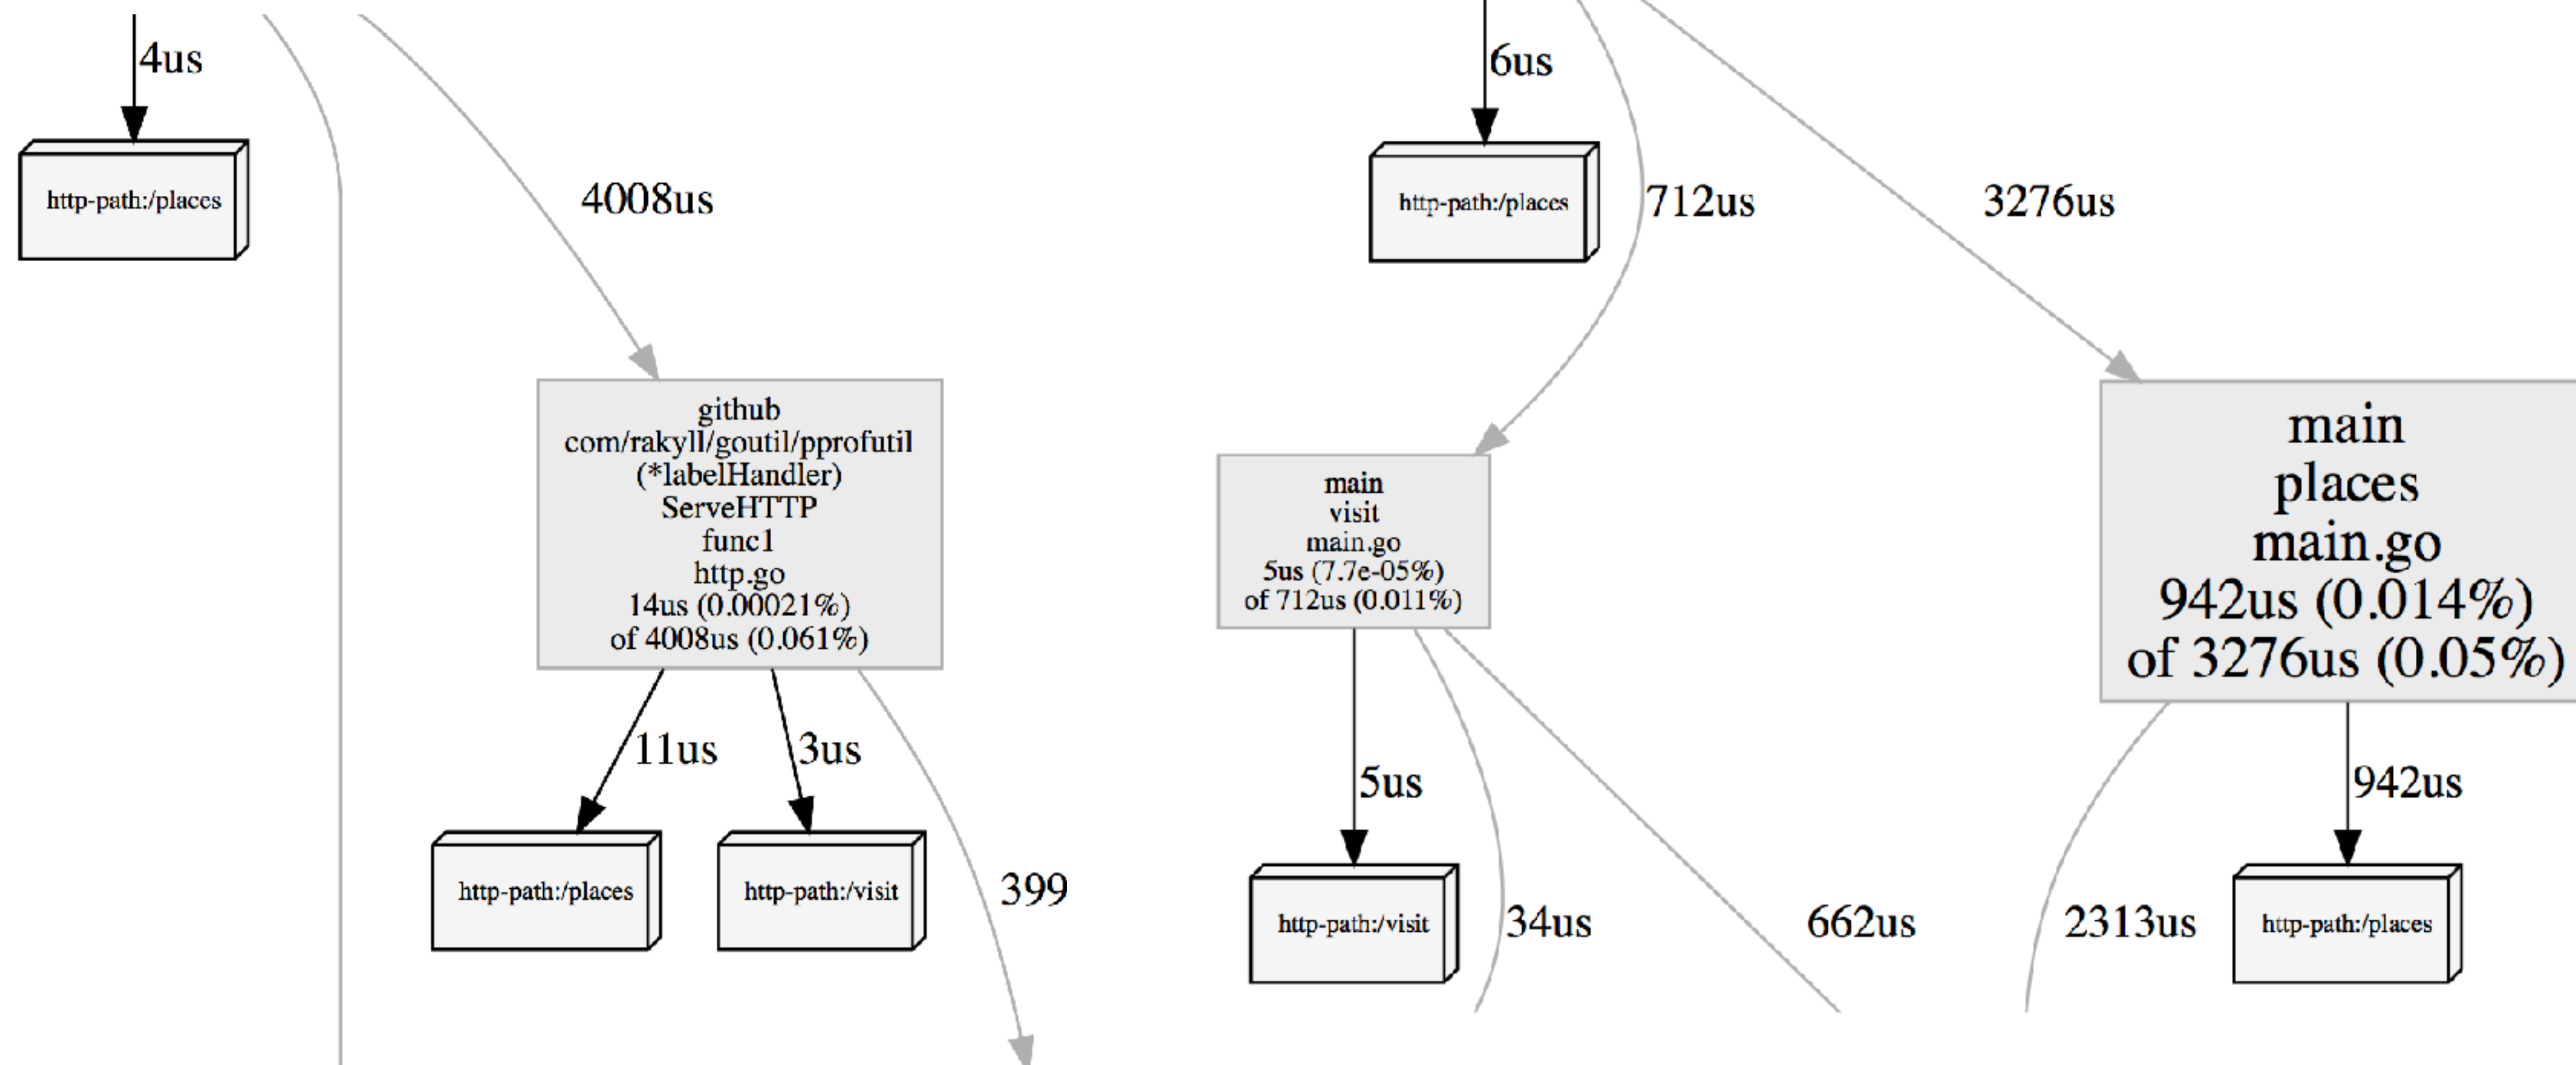 4us
http-path:/places
4008us
github
com/rakyll/goutil/pprofutil
(*labelHandler)
ServeHTTP
func1
http.go
14us (0.00021%)
of 4008us (0.061%)
11us
3us
http-path:/places
http-path:/visit
399
6us
http-path:/places
712us
3276us
main
visit
main.go
5us (7.7e-05%)
of 712us (0.011%)
5us
http-path:/visit
34us
662us
main
places
main.go
942us (0.014%)
of 3276us (0.05%)
942us
2313us
http-path:/places